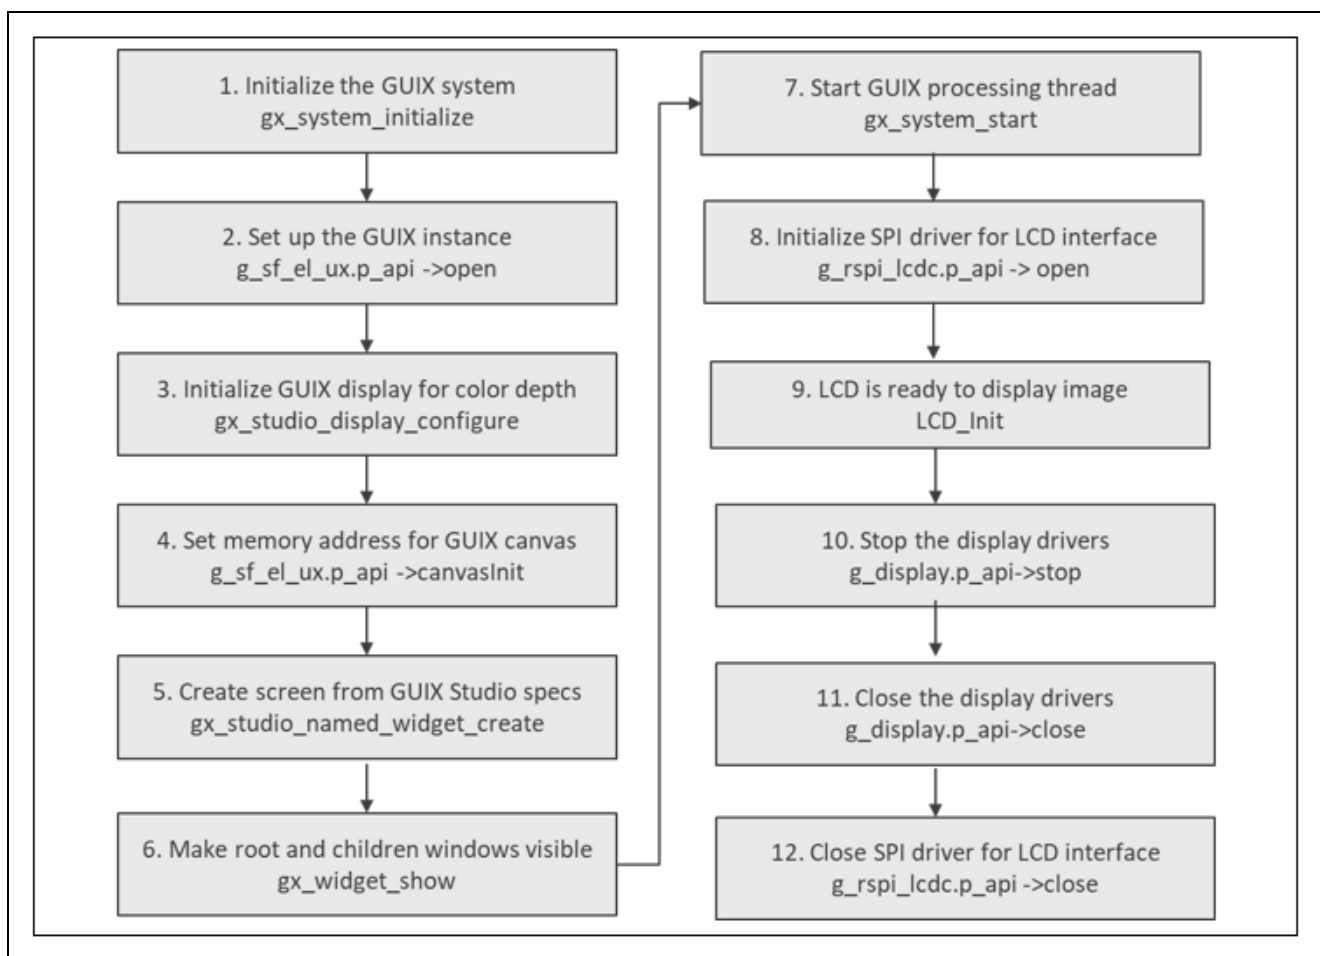 1. Initialize the GUIX system
gx_system_initialize
2. Set up the GUIX instance
g_sf_el_ux.p_api ->open
3. Initialize GUIX display for color depth
gx_studio_display_configure
4. Set memory address for GUIX canvas
g_sf_el_ux.p_api ->canvasInit
5. Create screen from GUIX Studio specs
gx_studio_named_widget_create
6. Make root and children windows visible
gx_widget_show
7. Start GUIX processing thread
gx_system_start
8. Initialize SPI driver for LCD interface
g_rspi_lcdc.p_api -> open
9. LCD is ready to display image
LCD_Init
10. Stop the display drivers
g_display.p_api->stop
11. Close the display drivers
g_display.p_api->close
12. Close SPI driver for LCD interface
g_rspi_lcdc.p_api ->close